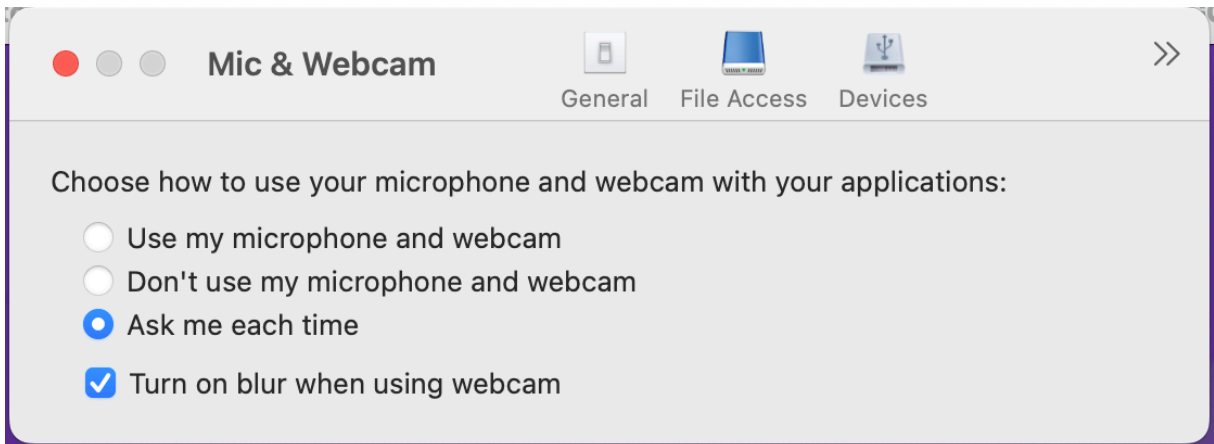 Mic & Webcam
General File Access Devices
Choose how to use your microphone and webcam with your applications:
Use my microphone and webcam
Don't use my microphone and webcam
Ask me each time
Turn on blur when using webcam